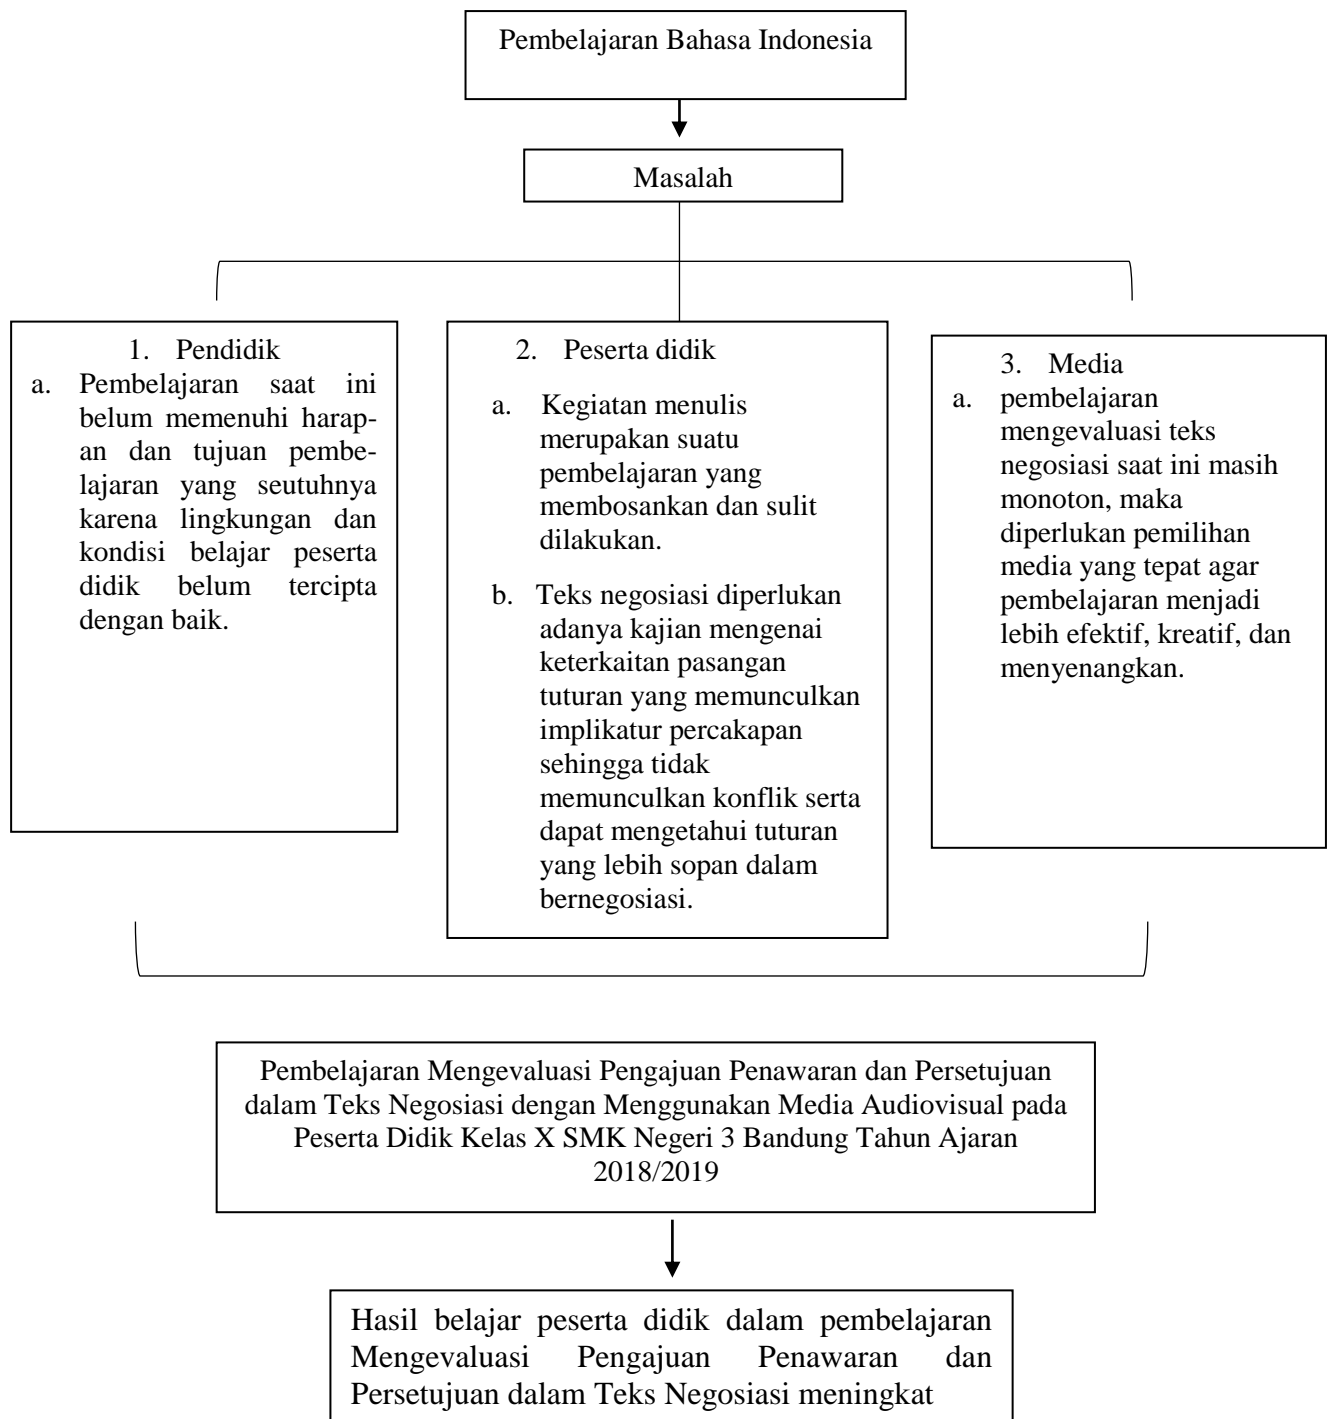 Pembelajaran Bahasa Indonesia
Masalah
1. Pendidik
a. Pembelajaran saat ini
belum memenuhi harap-
an dan tujuan pembe-
lajaran yang seutuhnya
karena lingkungan dan
kondisi belajar peserta
didik belum tercipta
dengan baik.
2. Peserta didik
a. Kegiatan menulis
merupakan suatu
pembelajaran yang
membosankan dan sulit
dilakukan.
b. Teks negosiasi diperlukan
adanya kajian mengenai
keterkaitan pasangan
tuturan yang memunculkan
implikatur percakapan
sehingga tidak
memunculkan konflik serta
dapat mengetahui tuturan
yang lebih sopan dalam
bernegosiasi.
3. Media
a. pembelajaran
mengevaluasi teks
negosiasi saat ini masih
monoton, maka
diperlukan pemilihan
media yang tepat agar
pembelajaran menjadi
lebih efektif, kreatif, dan
menyenangkan.
Pembelajaran Mengevaluasi Pengajuan Penawaran dan Persetujuan
dalam Teks Negosiasi dengan Menggunakan Media Audiovisual pada
Peserta Didik Kelas X SMK Negeri 3 Bandung Tahun Ajaran
2018/2019
Hasil belajar peserta didik dalam pembelajaran
Mengevaluasi Pengajuan Penawaran dan
Persetujuan dalam Teks Negosiasi meningkat